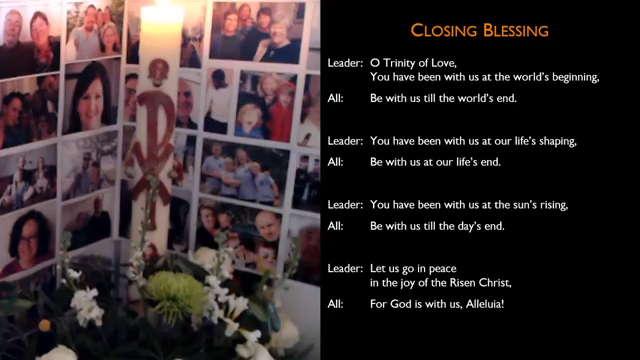 CLOSING BLESSING
Leader: O Trinity of Love,
You have been with us at the world's beginning,
All: Be with us till the world's end.
Leader: You have been with us at our life's shaping,
All: Be with us at our life's end.
Leader: You have been with us at the sun's rising,
All: Be with us till the day's end.
Leader: Let us go in peace
in the joy of the Risen Christ,
All: For God is with us, Alleluia!